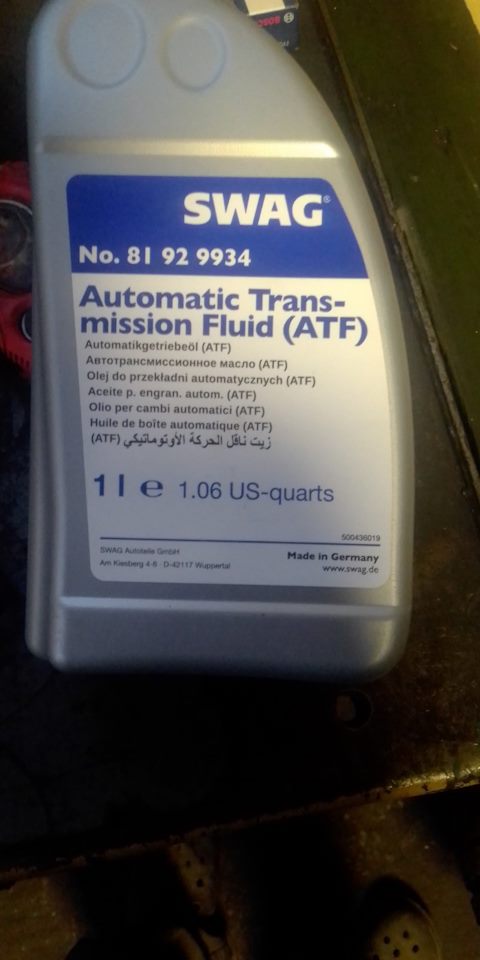 BOSCH
SWAG®
No. 81 92 9934
Automatic Trans-
mission Fluid (ATF)
Automatikgetriebeöl (ATF)
Автотрансмиссионное масло (ATF)
Olej do przekładni automatycznych (ATF)
Aceite p. engran. autom. (ATF)
Olio per cambi automatici (ATF)
Huile de boîte automatique (ATF)
زيت ناقل الحركة الأوتوماتيكي (ATF)
1 l e 1.06 US-quarts
500436019
SWAG Autoteile GmbH
Am Kiesberg 4-6 · D-42117 Wuppertal
Made in Germany
www.swag.de